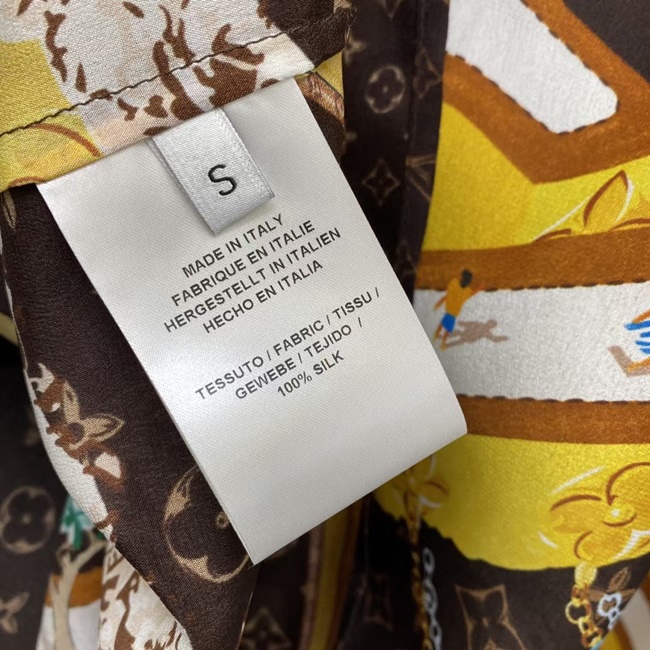 S
MADE IN ITALY
FABRIQUE EN ITALIE
HERGESTELLT IN ITALIEN
HECHO EN ITALIA
TESSUTO / FABRIC / TISSU /
GEWEBE / TEJIDO /
100% SILK